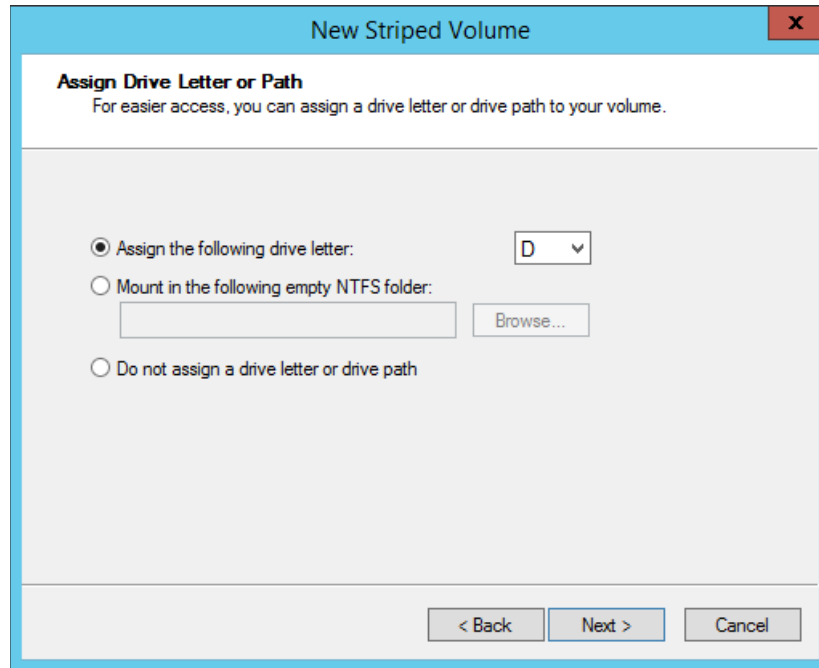 New Striped Volume
x
Assign Drive Letter or Path
For easier access, you can assign a drive letter or drive path to your volume.
Assign the following drive letter: D
Mount in the following empty NTFS folder:
Browse...
Do not assign a drive letter or drive path
< Back Next > Cancel